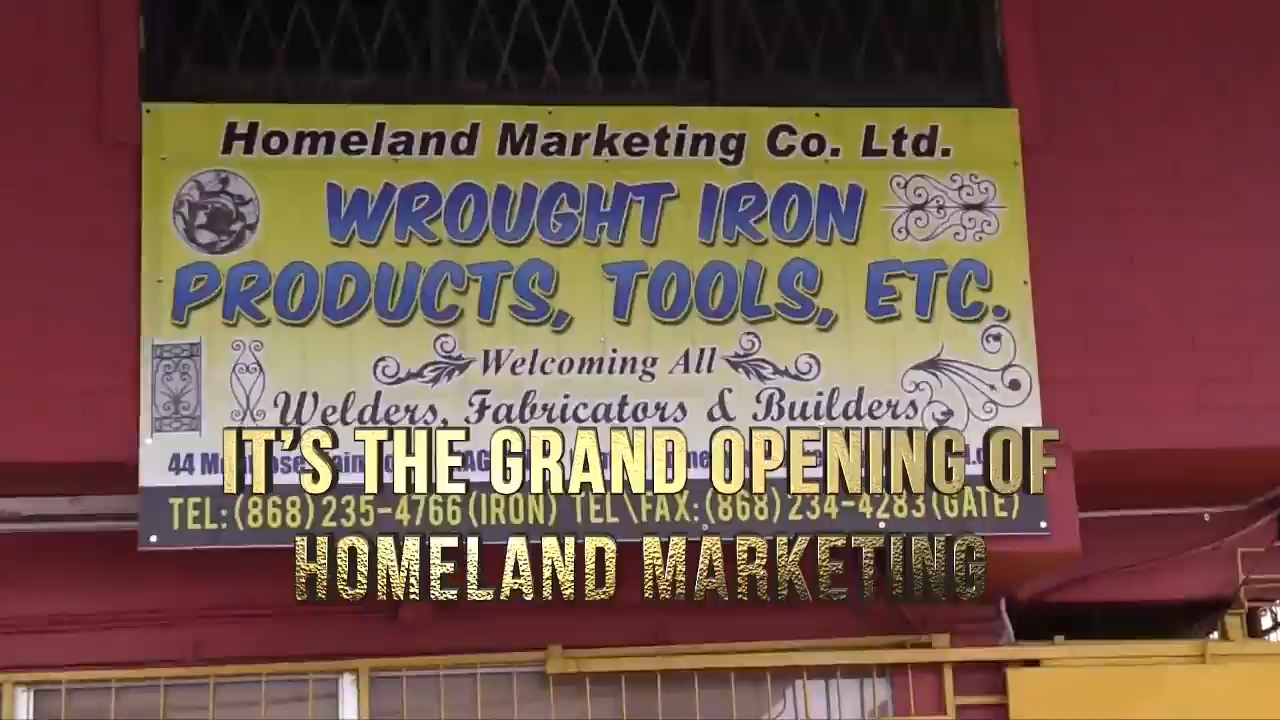 Homeland Marketing Co. Ltd.
WROUGHT IRON
PRODUCTS, TOOLS, ETC.
Welcoming All
Welders, Fabricators & Builders
44
IT'S THE GRAND OPENING OF
TEL: (868) 235-4766 (IRON) TEL\FAX: (868) 234-4283 (GATE)
HOMELAND MARKETING